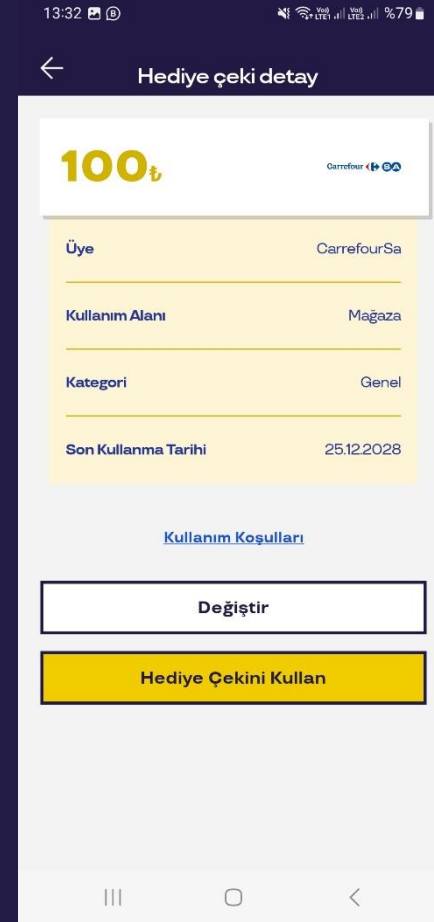 13:32 %79
Hediye çeki detay
100₺ Carrefour SA
Üye CarrefourSa
Kullanım Alanı Mağaza
Kategori Genel
Son Kullanma Tarihi 25.12.2028
Kullanım Koşulları
Değiştir
Hediye Çekini Kullan